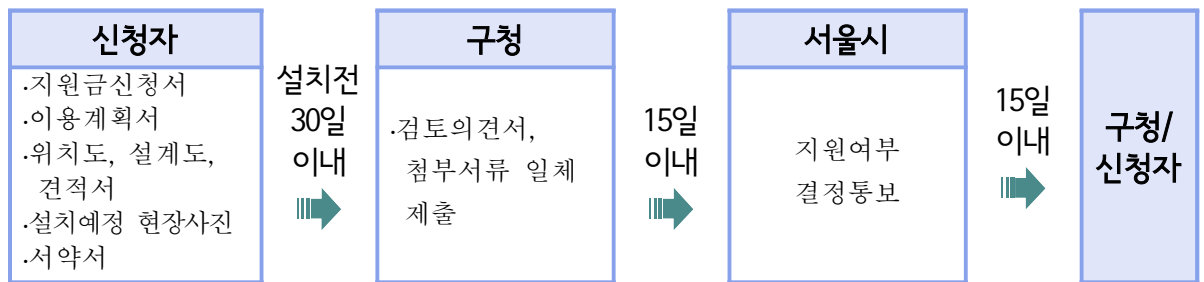 신청자
·지원금신청서
·이용계획서
·위치도, 설계도,
견적서
·설치예정 현장사진
·서약서
설치전
30일
이내
구청
·검토의견서,
첨부서류 일체
제출
15일
이내
서울시
지원여부
결정통보
15일
이내
구청/
신청자